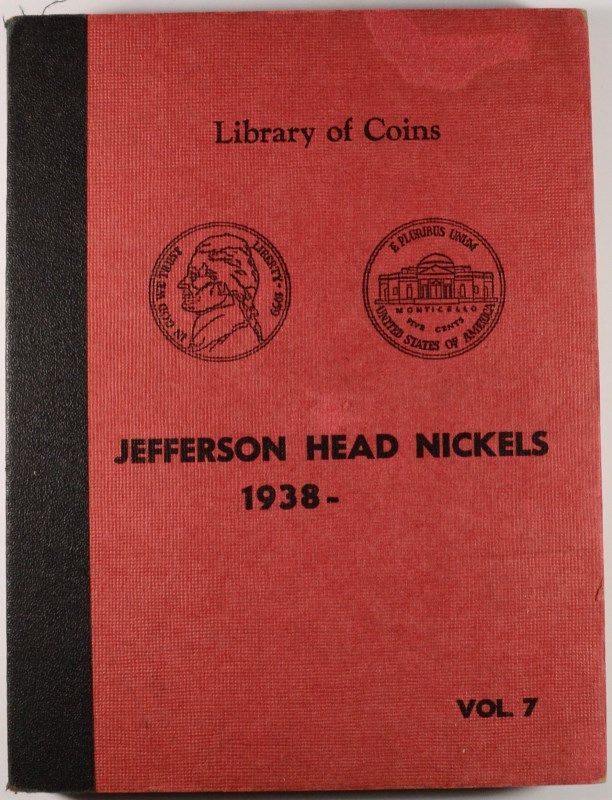 Library of Coins
IN GOD WE TRUST
LIBERTY
E PLURIBUS UNUM
MONTICELLO
FIVE CENTS
UNITED STATES OF AMERICA
JEFFERSON HEAD NICKELS
1938-
VOL. 7